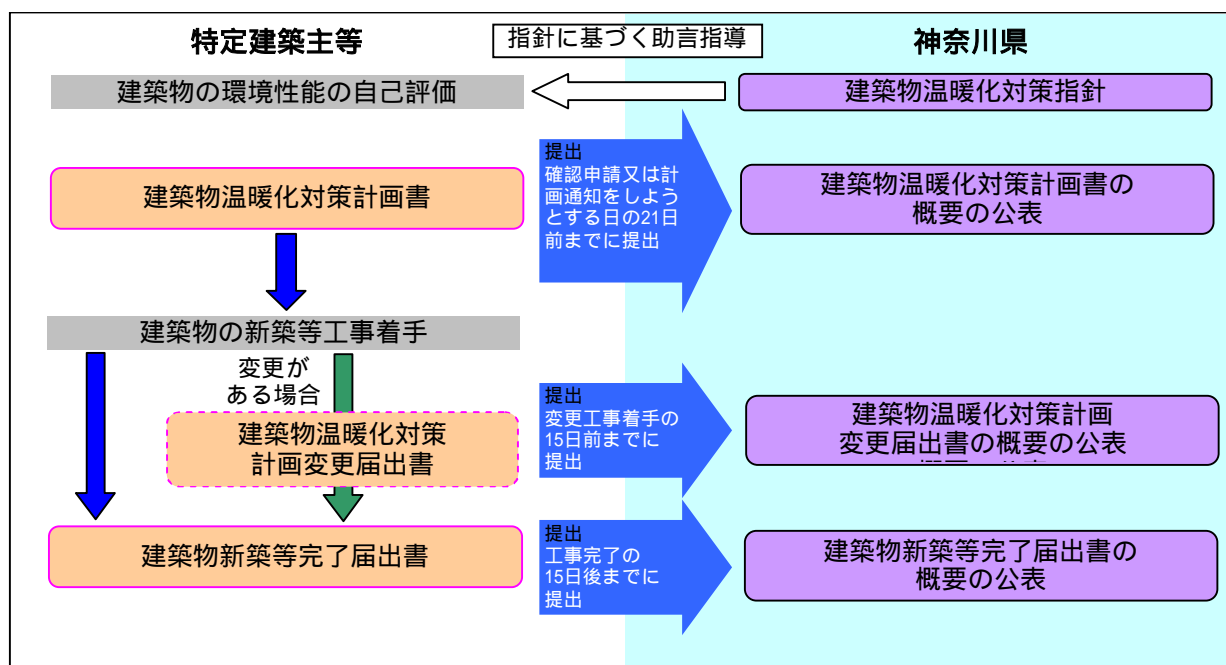 特定建築主等
指針に基づく助言指導
神奈川県
建築物の環境性能の自己評価
建築物温暖化対策指針
建築物温暖化対策計画書
提出
確認申請又は計
画通知をしよう
とする日の21日
前までに提出
建築物温暖化対策計画書の
概要の公表
建築物の新築等工事着手
変更が
ある場合
建築物温暖化対策
計画変更届出書
提出
変更工事着手の
15日前までに
提出
建築物温暖化対策計画
変更届出書の概要の公表
建築物新築等完了届出書
提出
工事完了の
15日後までに
提出
建築物新築等完了届出書の
概要の公表